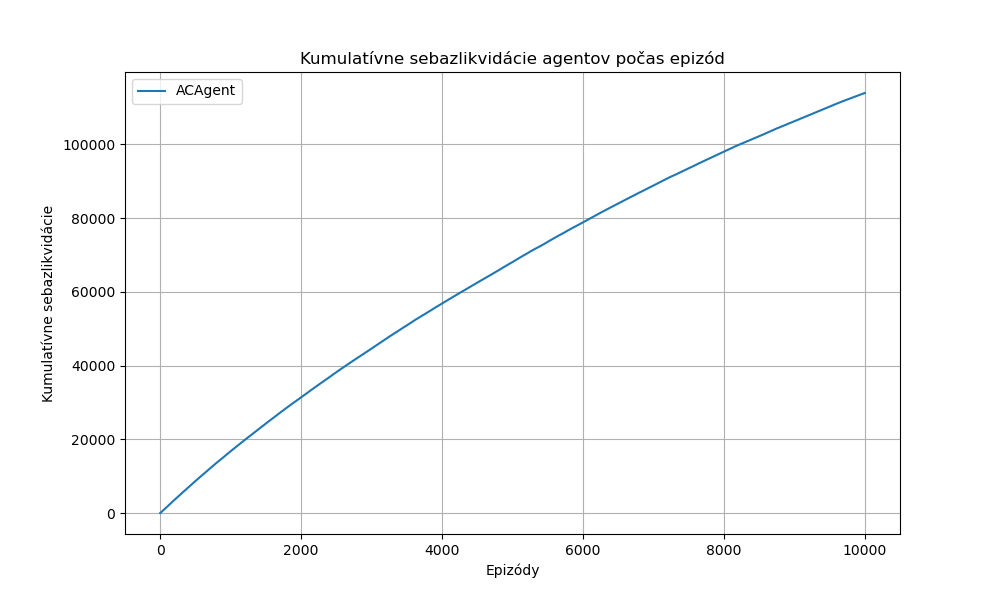 Kumulatívne sebazlikvidácie agentov počas epizód
ACAgent
Kumulatívne sebazlikvidácie
100000
80000
60000
40000
20000
0
0 2000 4000 6000 8000 10000
Epizódy